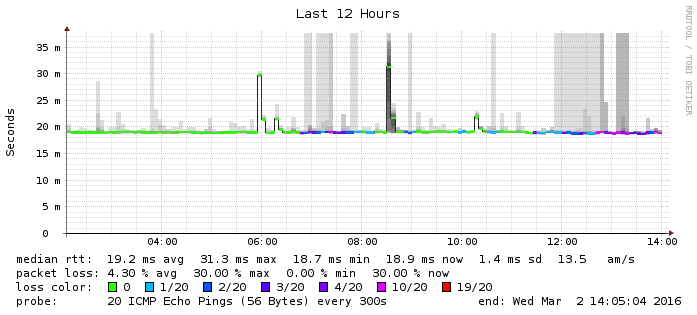 Last 12 Hours
RRDTOOL / TOBI OETIKER
Seconds
35 m
30 m
25 m
20 m
15 m
10 m
5 m
0
04:00 06:00 08:00 10:00 12:00 14:00
median rtt: 19.2 ms avg 31.3 ms max 18.7 ms min 18.9 ms now 1.4 ms sd 13.5 am/s
packet loss: 4.30 % avg 30.00 % max 0.00 % min 30.00 % now
loss color: 0 1/20 2/20 3/20 4/20 10/20 19/20
probe: 20 ICMP Echo Pings (56 Bytes) every 300s end: Wed Mar 2 14:05:04 2016